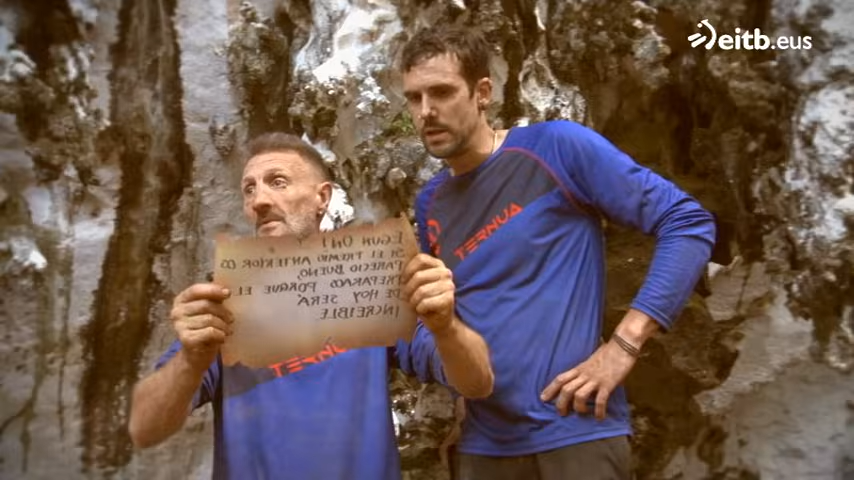 eitb.eus
EGUN ON!
SI EL PREMIO ANTERIOR OS
PARECIÓ BUENO,
PREPARAOS PORQUE EL
DE HOY SERÁ
INCREIBLE
TERNUA
TERNUA